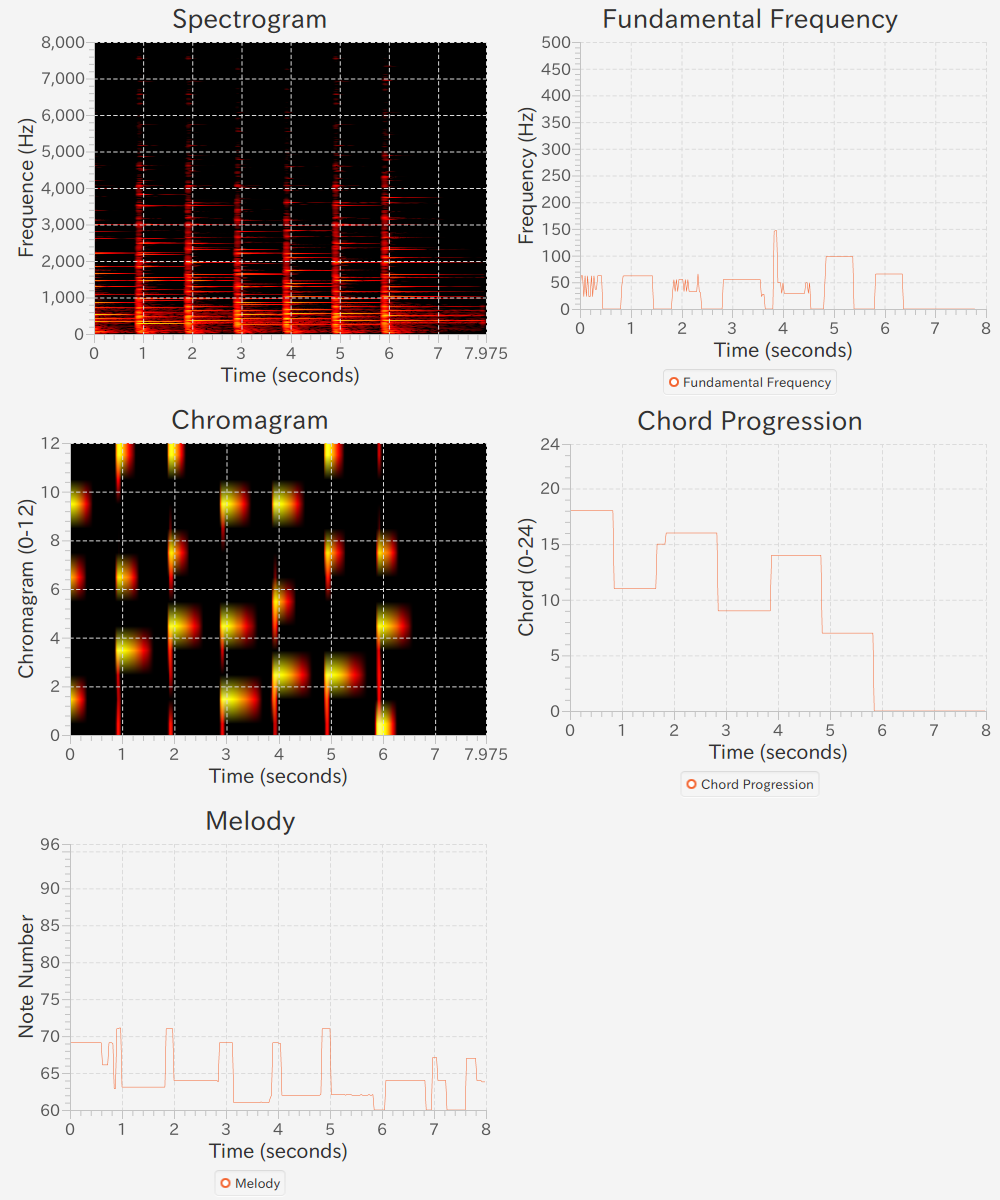 Spectrogram
8,000
7,000
6,000
5,000
4,000
3,000
2,000
1,000
0
Frequence (Hz)
0 1 2 3 4 5 6 7 7.975
Time (seconds)
Fundamental Frequency
500
450
400
350
300
250
200
150
100
50
0
Frequency (Hz)
0 1 2 3 4 5 6 7 8
Time (seconds)
Fundamental Frequency
Chromagram
12
10
8
6
4
2
0
Chromagram (0-12)
0 1 2 3 4 5 6 7 7.975
Time (seconds)
Chord Progression
24
20
15
10
5
0
Chord (0-24)
0 1 2 3 4 5 6 7 8
Time (seconds)
Chord Progression
Melody
96
90
85
80
75
70
65
60
Note Number
0 1 2 3 4 5 6 7 8
Time (seconds)
Melody